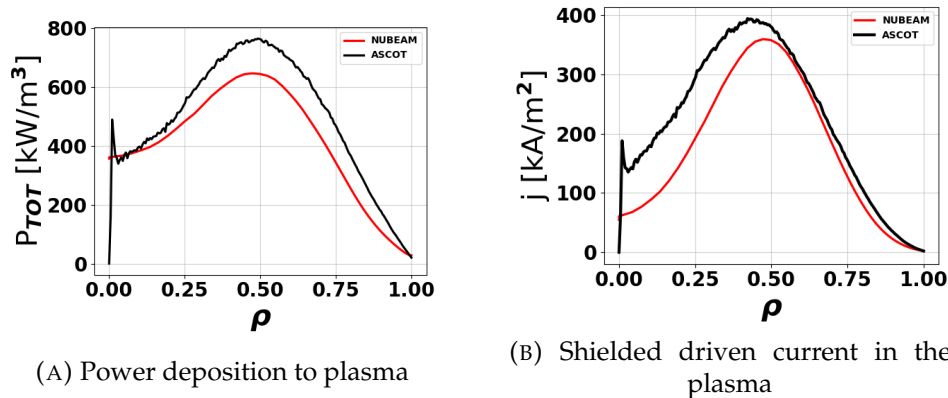 800
600
400
200
0
P_TOT [kW/m³]
NUBEAM
ASCOT
0.00 0.25 0.50 0.75 1.00
ρ
(A) Power deposition to plasma
400
300
200
100
0
j [kA/m²]
NUBEAM
ASCOT
0.00 0.25 0.50 0.75 1.00
ρ
(B) Shielded driven current in the
plasma